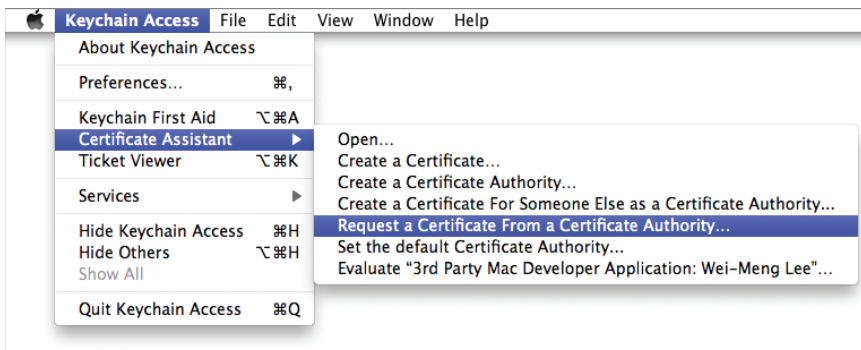 Keychain Access File Edit View Window Help
About Keychain Access
Preferences... ⌘,
Keychain First Aid ⌥⌘A
Certificate Assistant
Ticket Viewer ⌥⌘K
Services
Hide Keychain Access ⌘H
Hide Others ⌥⌘H
Show All
Quit Keychain Access ⌘Q
Open...
Create a Certificate...
Create a Certificate Authority...
Create a Certificate For Someone Else as a Certificate Authority...
Request a Certificate From a Certificate Authority...
Set the default Certificate Authority...
Evaluate “3rd Party Mac Developer Application: Wei-Meng Lee”...